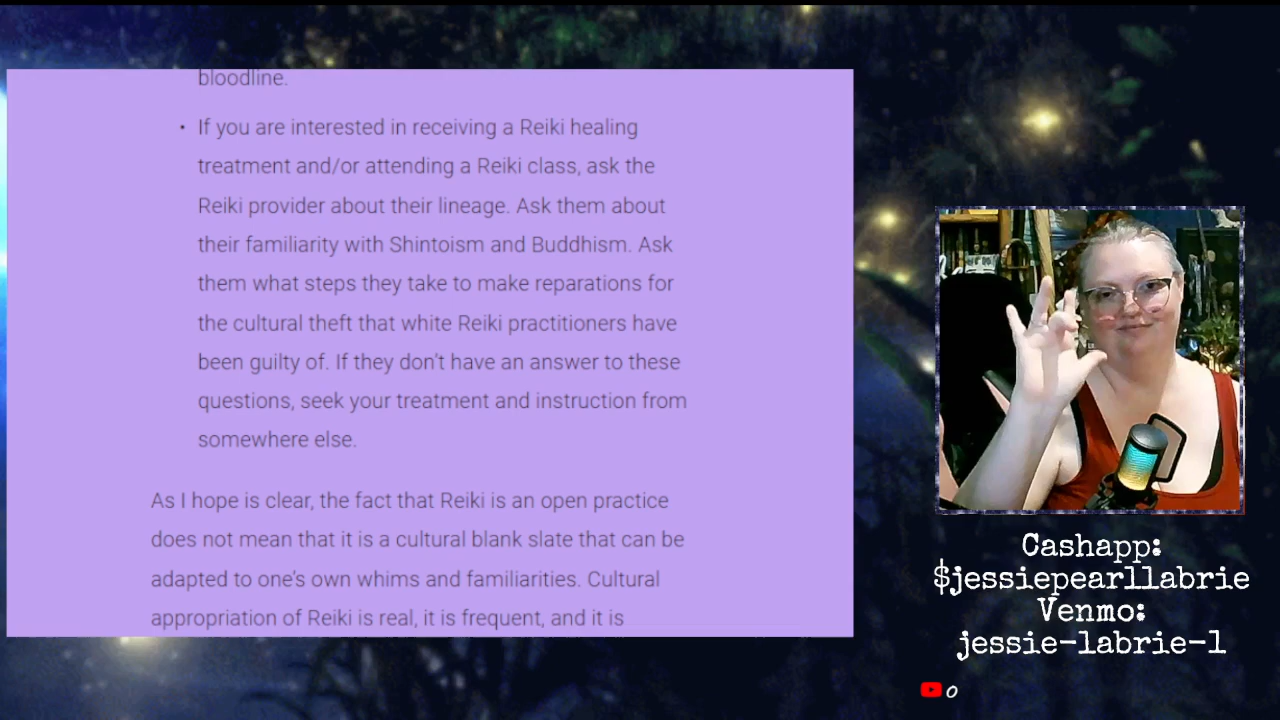 bloodline.
• If you are interested in receiving a Reiki healing
treatment and/or attending a Reiki class, ask the
Reiki provider about their lineage. Ask them about
their familiarity with Shintoism and Buddhism. Ask
them what steps they take to make reparations for
the cultural theft that white Reiki practitioners have
been guilty of. If they don't have an answer to these
questions, seek your treatment and instruction from
somewhere else.
As I hope is clear, the fact that Reiki is an open practice
does not mean that it is a cultural blank slate that can be
adapted to one's own whims and familiarities. Cultural
appropriation of Reiki is real, it is frequent, and it is
Cashapp:
$jessiepearllabrie
Venmo:
jessie-labrie-1
0